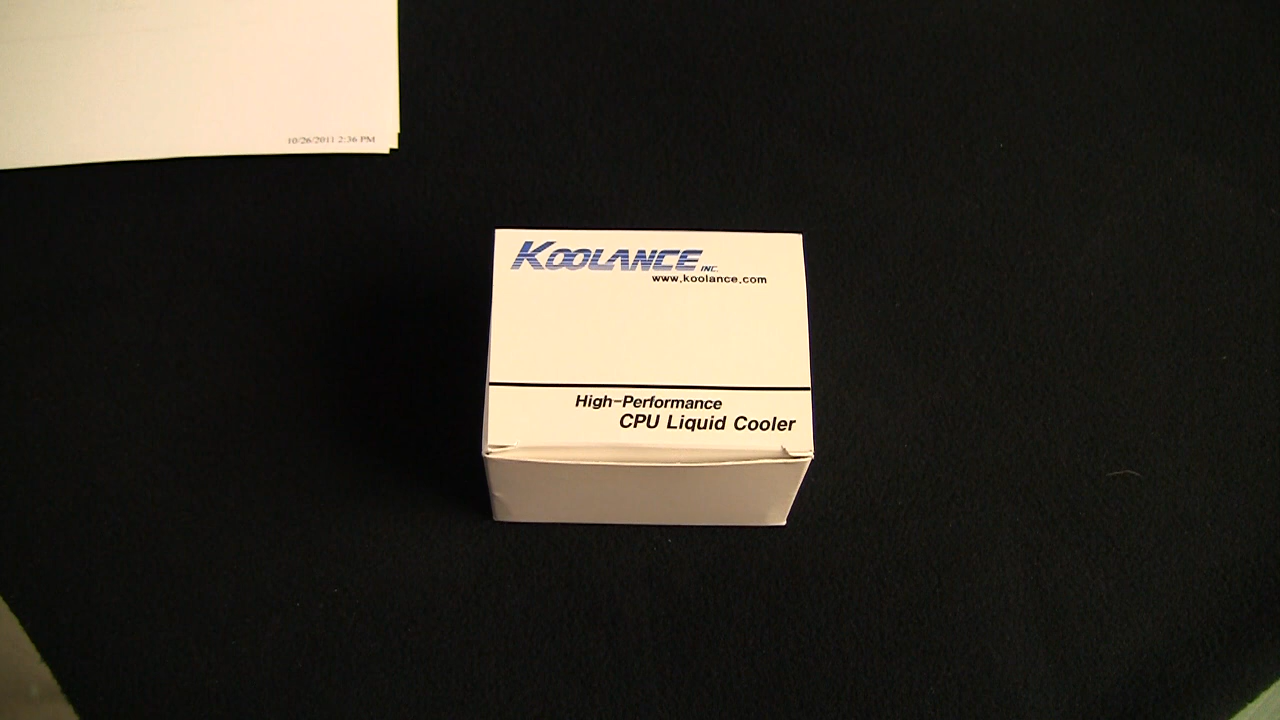 10/26/2011 2:36 PM
KOOLANCE INC.
www.koolance.com
High-Performance
CPU Liquid Cooler